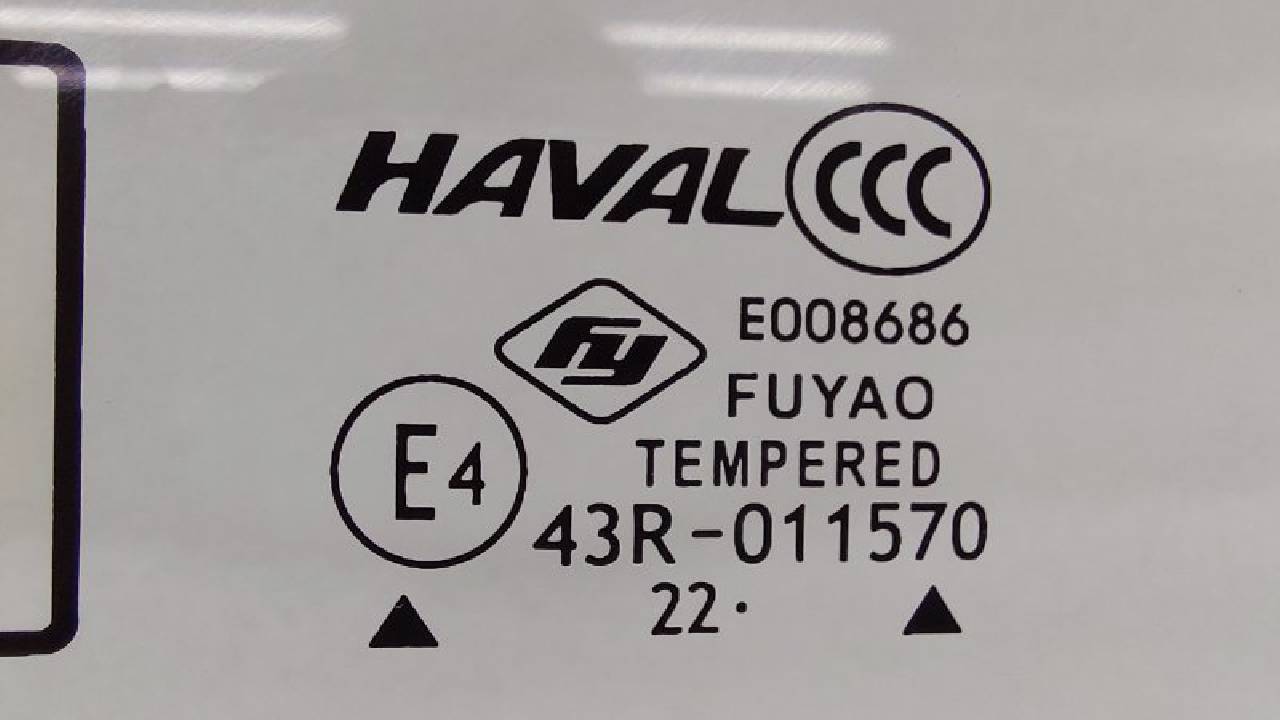 HAVAL CCC
fy E008686
FUYAO
E4 TEMPERED
43R-011570
22·